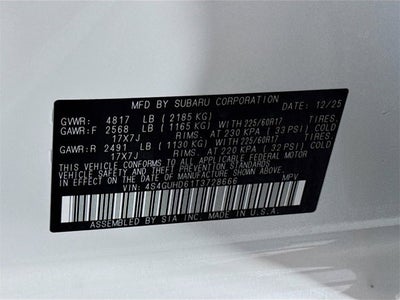 MFD BY SUBARU CORPORATION DATE: 12/25
GVWR: 4817 LB (2185 KG)
GAWR:F 2568 LB (1165 KG) WITH 225/60R17 TIRES.
17X7J RIMS. AT 230 KPA (33 PSI) COLD.
GAWR:R 2491 LB (1130 KG) WITH 225/60R17 TIRES.
17X7J RIMS. AT 220 KPA (32 PSI) COLD.
THIS VEHICLE CONFORMS TO ALL APPLICABLE FEDERAL MOTOR
VEHICLE SAFETY AND THEFT PREVENTION STANDARDS IN EFFECT
ON THE DATE OF MANUFACTURE SHOWN ABOVE.
VIN: 4S4GUHD61T3728666 MPV
ASSEMBLED BY SIA INC. MADE IN U.S.A.